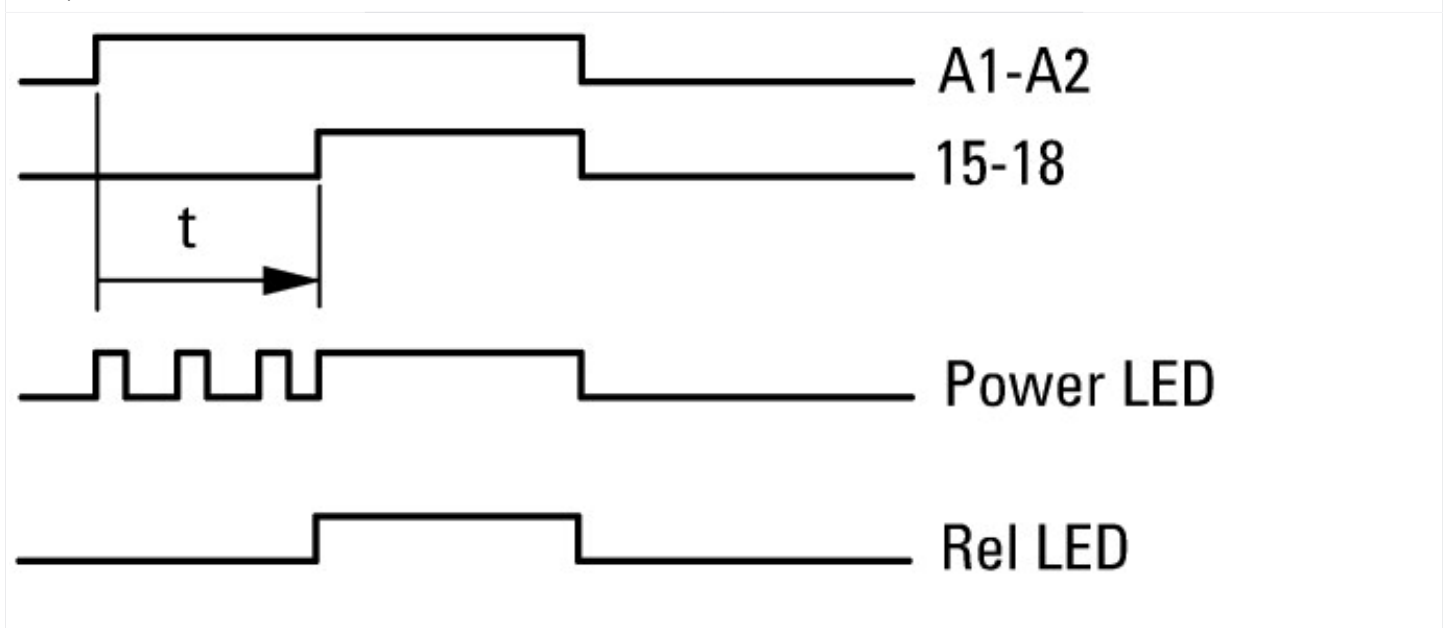 A1-A2
15-18
t
Power LED
Rel LED